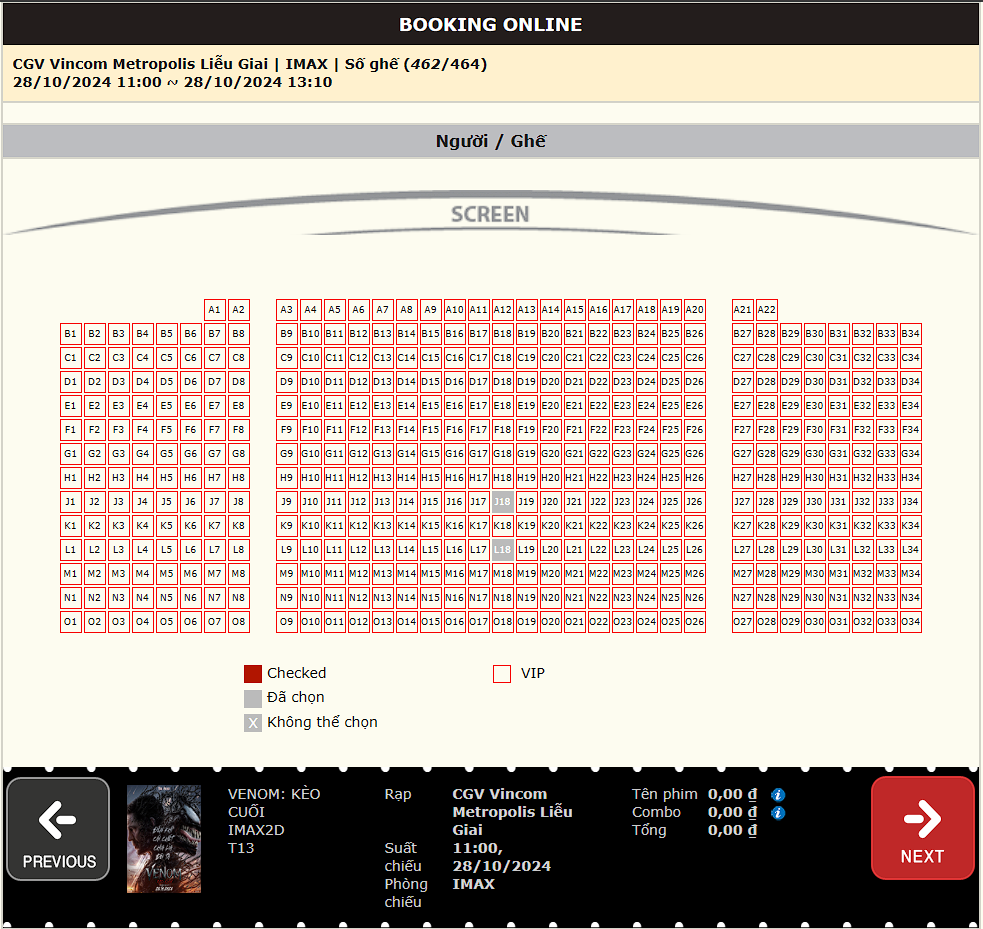 BOOKING ONLINE
CGV Vincom Metropolis Liễu Giai | IMAX | Số ghế (462/464)
28/10/2024 11:00 ~ 28/10/2024 13:10
Người / Ghế
SCREEN
A1 A2 A3 A4 A5 A6 A7 A8 A9 A10 A11 A12 A13 A14 A15 A16 A17 A18 A19 A20 A21 A22
B1 B2 B3 B4 B5 B6 B7 B8 B9 B10 B11 B12 B13 B14 B15 B16 B17 B18 B19 B20 B21 B22 B23 B24 B25 B26 B27 B28 B29 B30 B31 B32 B33 B34
C1 C2 C3 C4 C5 C6 C7 C8 C9 C10 C11 C12 C13 C14 C15 C16 C17 C18 C19 C20 C21 C22 C23 C24 C25 C26 C27 C28 C29 C30 C31 C32 C33 C34
D1 D2 D3 D4 D5 D6 D7 D8 D9 D10 D11 D12 D13 D14 D15 D16 D17 D18 D19 D20 D21 D22 D23 D24 D25 D26 D27 D28 D29 D30 D31 D32 D33 D34
E1 E2 E3 E4 E5 E6 E7 E8 E9 E10 E11 E12 E13 E14 E15 E16 E17 E18 E19 E20 E21 E22 E23 E24 E25 E26 E27 E28 E29 E30 E31 E32 E33 E34
F1 F2 F3 F4 F5 F6 F7 F8 F9 F10 F11 F12 F13 F14 F15 F16 F17 F18 F19 F20 F21 F22 F23 F24 F25 F26 F27 F28 F29 F30 F31 F32 F33 F34
G1 G2 G3 G4 G5 G6 G7 G8 G9 G10 G11 G12 G13 G14 G15 G16 G17 G18 G19 G20 G21 G22 G23 G24 G25 G26 G27 G28 G29 G30 G31 G32 G33 G34
H1 H2 H3 H4 H5 H6 H7 H8 H9 H10 H11 H12 H13 H14 H15 H16 H17 H18 H19 H20 H21 H22 H23 H24 H25 H26 H27 H28 H29 H30 H31 H32 H33 H34
J1 J2 J3 J4 J5 J6 J7 J8 J9 J10 J11 J12 J13 J14 J15 J16 J17 J18 J19 J20 J21 J22 J23 J24 J25 J26 J27 J28 J29 J30 J31 J32 J33 J34
K1 K2 K3 K4 K5 K6 K7 K8 K9 K10 K11 K12 K13 K14 K15 K16 K17 K18 K19 K20 K21 K22 K23 K24 K25 K26 K27 K28 K29 K30 K31 K32 K33 K34
L1 L2 L3 L4 L5 L6 L7 L8 L9 L10 L11 L12 L13 L14 L15 L16 L17 L18 L19 L20 L21 L22 L23 L24 L25 L26 L27 L28 L29 L30 L31 L32 L33 L34
M1 M2 M3 M4 M5 M6 M7 M8 M9 M10 M11 M12 M13 M14 M15 M16 M17 M18 M19 M20 M21 M22 M23 M24 M25 M26 M27 M28 M29 M30 M31 M32 M33 M34
N1 N2 N3 N4 N5 N6 N7 N8 N9 N10 N11 N12 N13 N14 N15 N16 N17 N18 N19 N20 N21 N22 N23 N24 N25 N26 N27 N28 N29 N30 N31 N32 N33 N34
O1 O2 O3 O4 O5 O6 O7 O8 O9 O10 O11 O12 O13 O14 O15 O16 O17 O18 O19 O20 O21 O22 O23 O24 O25 O26 O27 O28 O29 O30 O31 O32 O33 O34
Checked
Đã chọn
X Không thể chọn
VIP
PREVIOUS
VENOM
VENOM: KÈO
CUỐI
IMAX2D
T13
Rạp CGV Vincom
Metropolis Liễu
Giai
Suất 11:00,
chiếu 28/10/2024
Phòng IMAX
chiếu
Tên phim 0,00 ₫ i
Combo 0,00 ₫ i
Tổng 0,00 ₫
NEXT